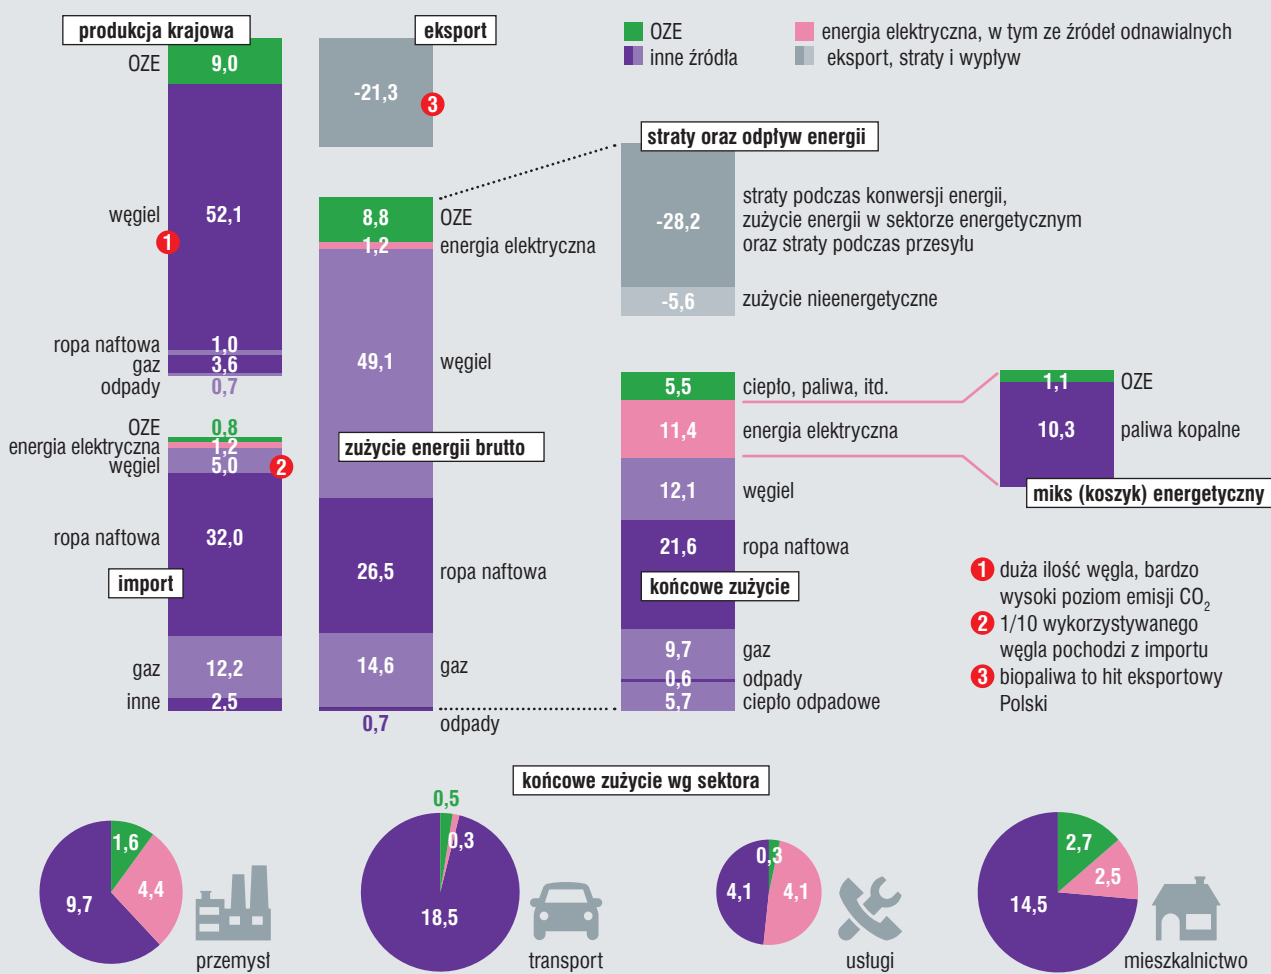 produkcja krajowa
OZE
9,0
węgiel
52,1
1
ropa naftowa
1,0
gaz
3,6
odpady
0,7
OZE
0,8
energia elektryczna
1,2
węgiel
5,0
2
ropa naftowa
32,0
import
gaz
12,2
inne
2,5
eksport
-21,3
3
8,8
OZE
1,2
energia elektryczna
49,1
węgiel
zużycie energii brutto
26,5
ropa naftowa
14,6
gaz
0,7
odpady
OZE
inne źródła
energia elektryczna, w tym ze źródeł odnawialnych
eksport, straty i wypływ
straty oraz odpływ energii
-28,2
straty podczas konwersji energii,
zużycie energii w sektorze energetycznym
oraz straty podczas przesyłu
-5,6
zużycie nieenergetyczne
5,5
ciepło, paliwa, itd.
11,4
energia elektryczna
12,1
węgiel
21,6
ropa naftowa
końcowe zużycie
9,7
gaz
0,6
odpady
5,7
ciepło odpadowe
1,1
OZE
10,3
paliwa kopalne
miks (koszyk) energetyczny
1 duża ilość węgla, bardzo
wysoki poziom emisji CO₂
2 1/10 wykorzystywanego
węgla pochodzi z importu
3 biopaliwa to hit eksportowy
Polski
końcowe zużycie wg sektora
1,6
4,4
9,7
przemysł
0,5
0,3
18,5
transport
0,3
4,1
4,1
usługi
2,7
2,5
14,5
mieszkalnictwo